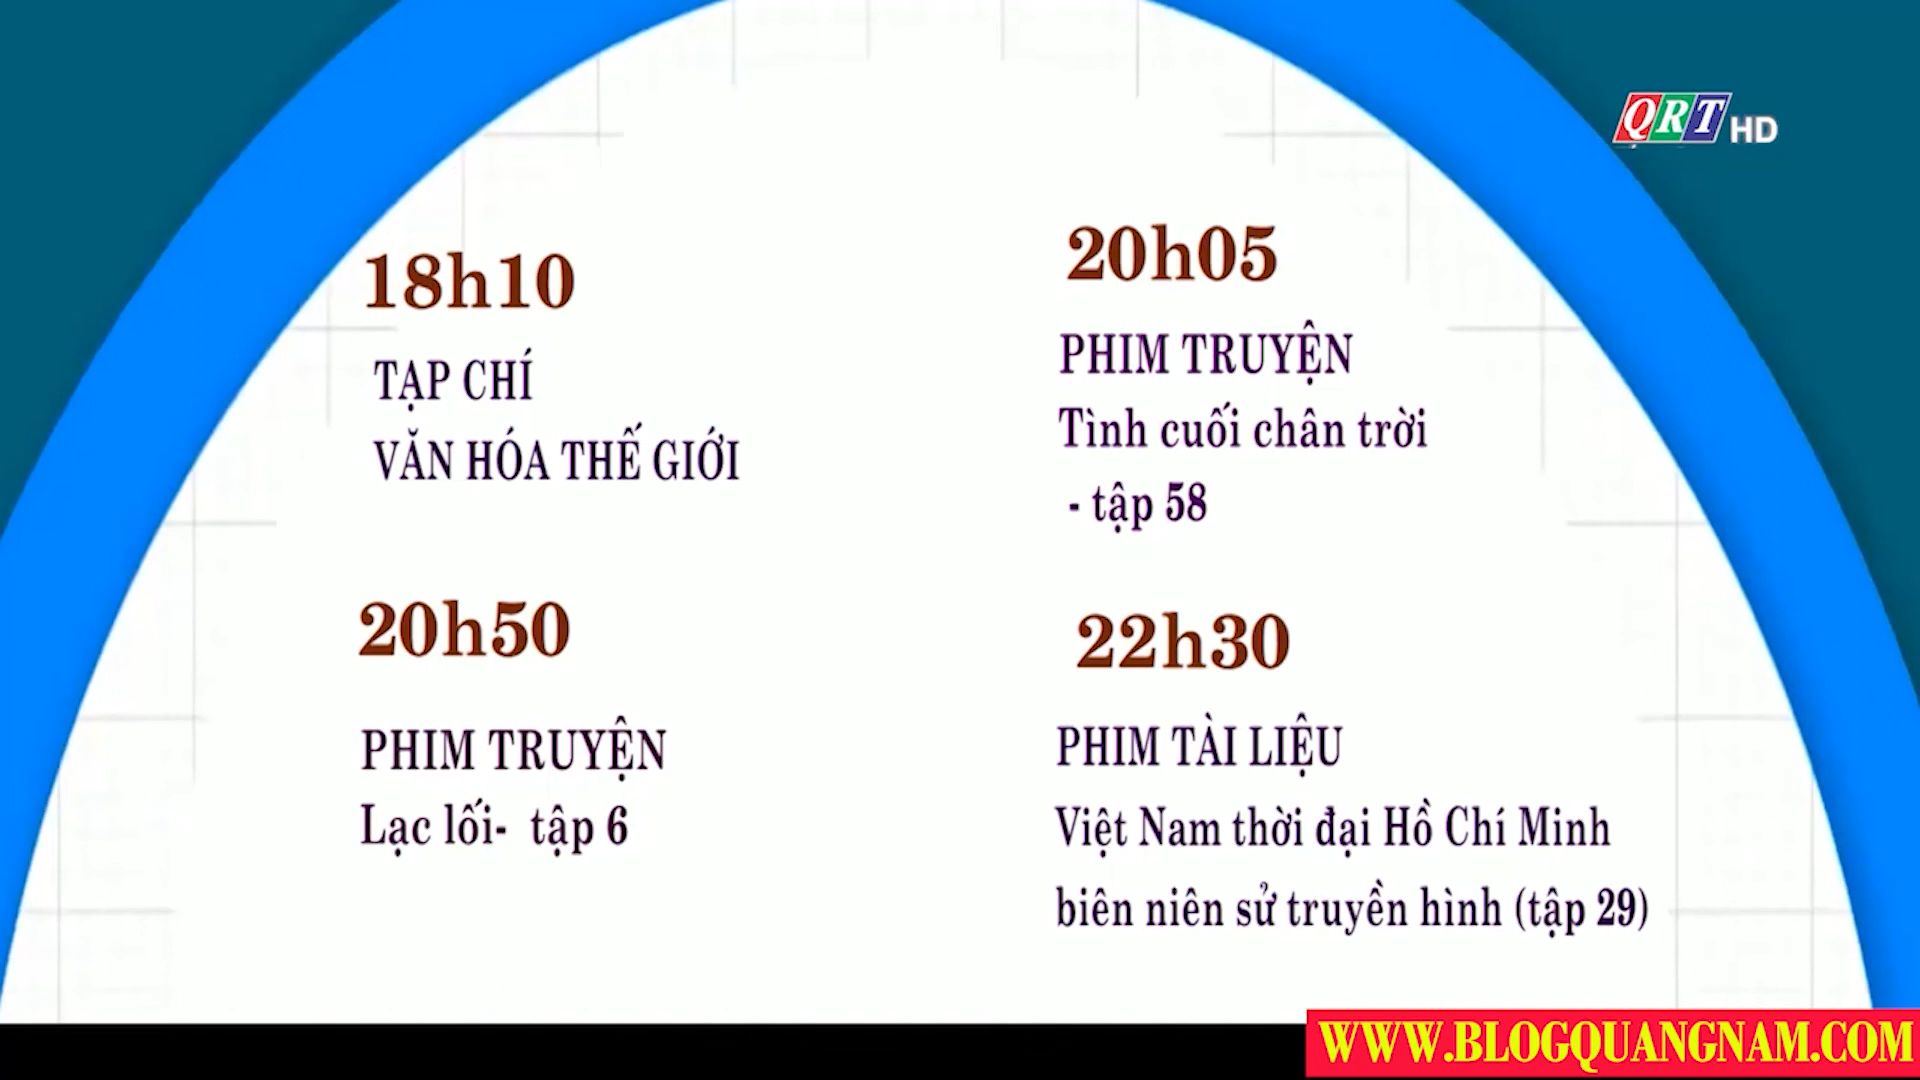 QRT HD
18h10
TẠP CHÍ
VĂN HÓA THẾ GIỚI
20h05
PHIM TRUYỆN
Tình cuối chân trời
- tập 58
20h50
PHIM TRUYỆN
Lạc lối- tập 6
22h30
PHIM TÀI LIỆU
Việt Nam thời đại Hồ Chí Minh
biên niên sử truyền hình (tập 29)
WWW.BLOGQUANGNAM.COM